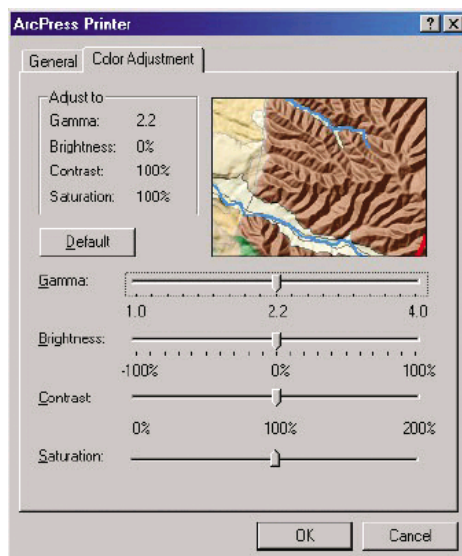 ArcPress Printer
General
Color Adjustment
Adjust to
Gamma: 2.2
Brightness: 0%
Contrast: 100%
Saturation: 100%
Default
Gamma:
1.0 2.2 4.0
Brightness:
-100% 0% 100%
Contrast:
0% 100% 200%
Saturation:
OK Cancel